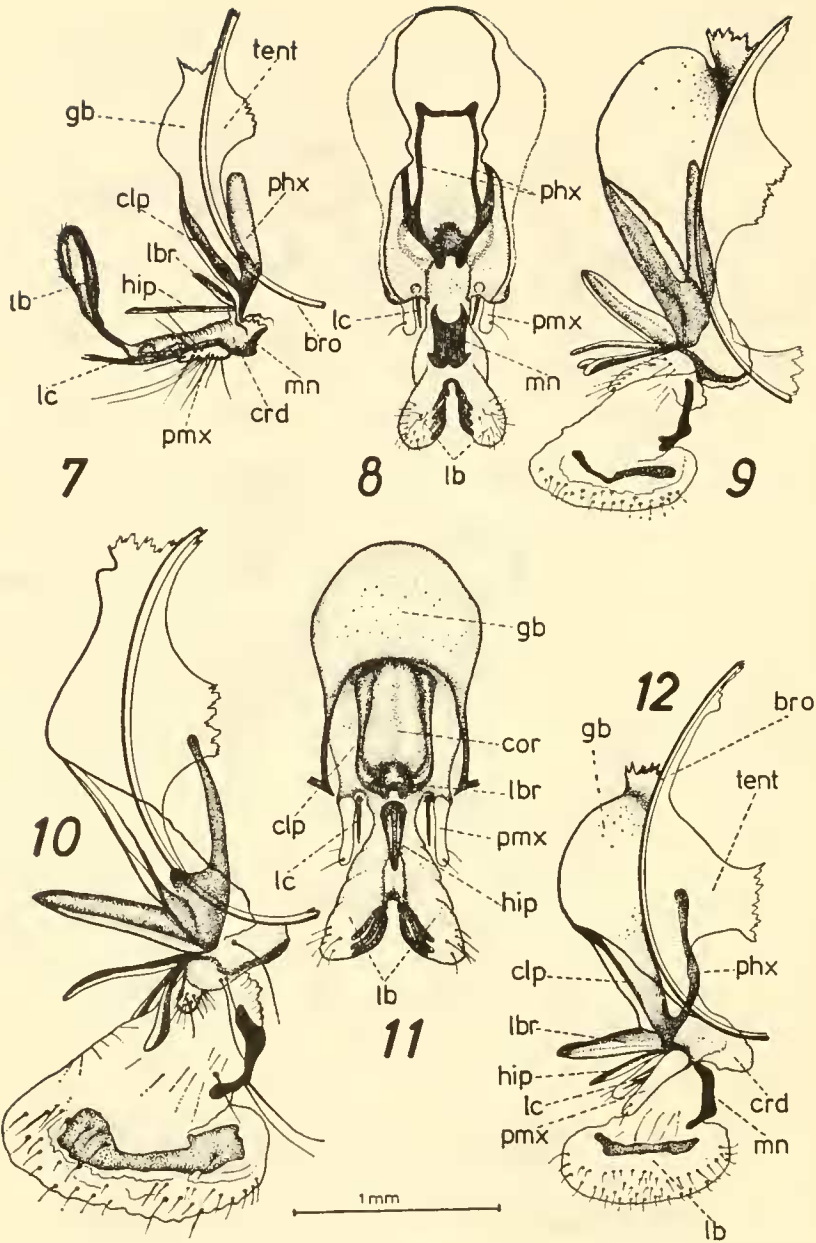 gb
tent
clp
phx
lbr
hip
lb
lc
pmx
crd
mn
bro
7
phx
lc
pmx
mn
lb
8
9
10
gb
cor
clp
lbr
lc
pmx
hip
lb
11
12
bro
gb
tent
clp
phx
lbr
hip
lc
pmx
crd
mn
lb
1mm